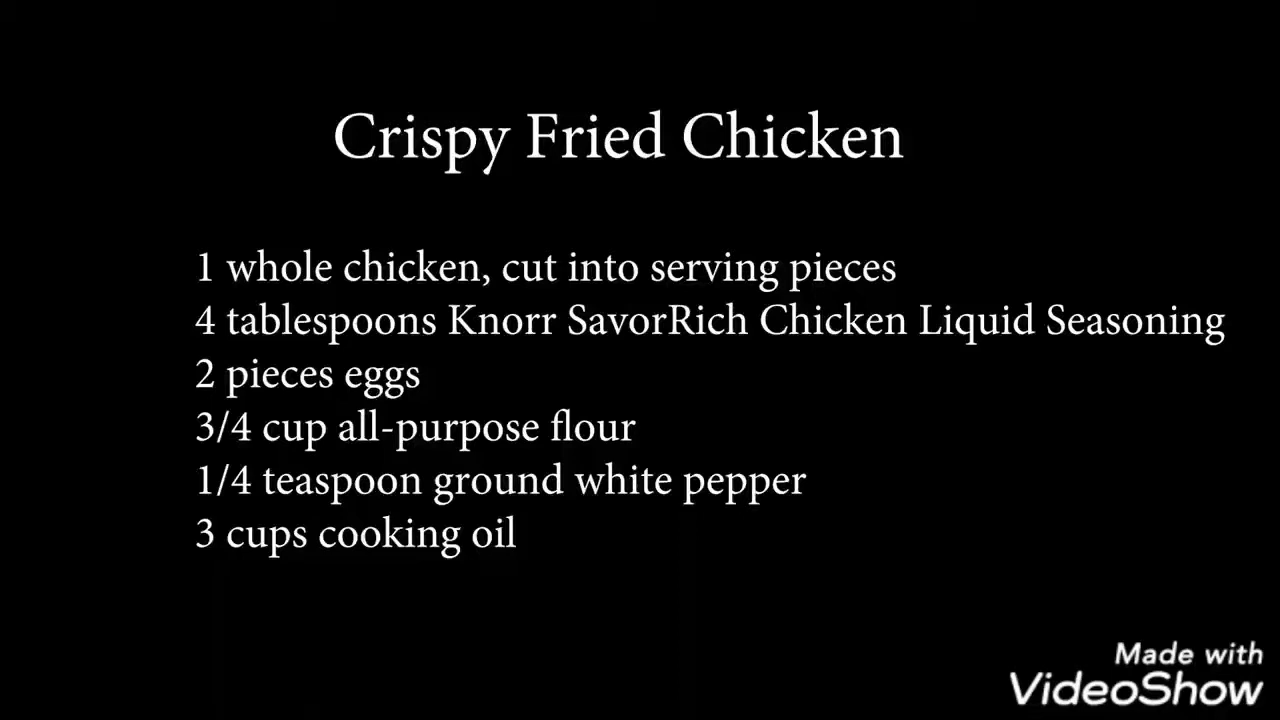 Crispy Fried Chicken
1 whole chicken, cut into serving pieces
4 tablespoons Knorr SavorRich Chicken Liquid Seasoning
2 pieces eggs
3/4 cup all-purpose flour
1/4 teaspoon ground white pepper
3 cups cooking oil
Made with
VideoShow